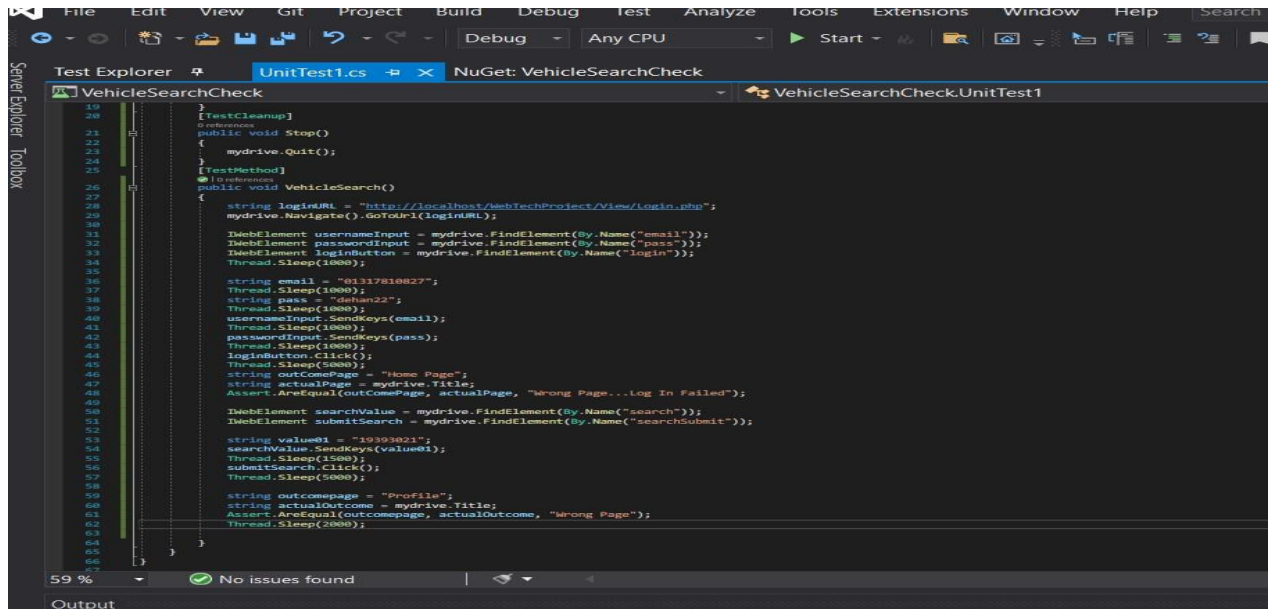 File Edit View Git Project Build Debug Test Analyze Tools Extensions Window Help Search
Debug Any CPU Start
Server Explorer Toolbox
Test Explorer UnitTest1.cs NuGet: VehicleSearchCheck
VehicleSearchCheck VehicleSearchCheck.UnitTest1
19 }
20 [TestCleanup]
0 references
21 public void Stop()
22 {
23 mydrive.Quit();
24 }
25 [TestMethod]
0 references
26 public void VehicleSearch()
27 {
28 string loginURL = "http://localhost/WebTechProject/View/Login.php";
29 mydrive.Navigate().GoToUrl(loginURL);
30
31 IWebElement usernameInput = mydrive.FindElement(By.Name("email"));
32 IWebElement passwordInput = mydrive.FindElement(By.Name("pass"));
33 IWebElement loginButton = mydrive.FindElement(By.Name("login"));
34 Thread.Sleep(1000);
35
36 string email = "01317810827";
37 Thread.Sleep(1000);
38 string pass = "dehan22";
39 Thread.Sleep(1000);
40 usernameInput.SendKeys(email);
41 Thread.Sleep(1000);
42 passwordInput.SendKeys(pass);
43 Thread.Sleep(1000);
44 loginButton.Click();
45 Thread.Sleep(5000);
46 string outComePage = "Home Page";
47 string actualPage = mydrive.Title;
48 Assert.AreEqual(outComePage, actualPage, "Wrong Page...Log In Failed");
49
50 IWebElement searchValue = mydrive.FindElement(By.Name("search"));
51 IWebElement submitSearch = mydrive.FindElement(By.Name("searchSubmit"));
52
53 string value01 = "19393021";
54 searchValue.SendKeys(value01);
55 Thread.Sleep(1500);
56 submitSearch.Click();
57 Thread.Sleep(5000);
58
59 string outcomepage = "Profile";
60 string actualOutcome = mydrive.Title;
61 Assert.AreEqual(outcomepage, actualOutcome, "Wrong Page");
62 Thread.Sleep(2000);
63
64 }
65 }
66 }
67
59 % No issues found
Output